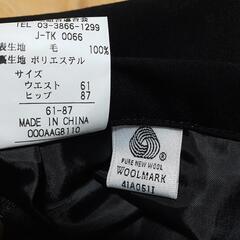 TEL 03-3866-1299
J-TK 0066
表生地 毛 100%
裏生地 ポリエステル
サイズ
ウエスト 61
ヒップ 87
61-87
MADE IN CHINA
000AAG8110
PURE NEW WOOL
WOOLMARK
41A0511